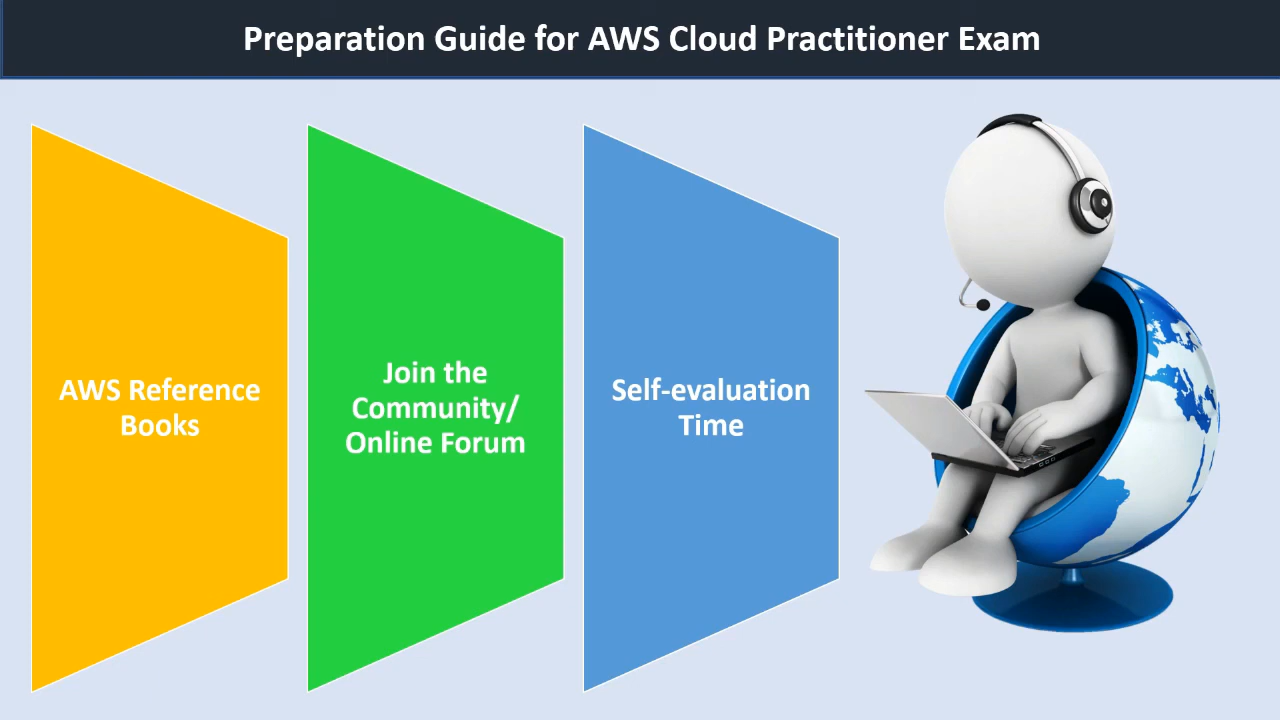 Preparation Guide for AWS Cloud Practitioner Exam
AWS Reference
Books
Join the
Community/
Online Forum
Self-evaluation
Time